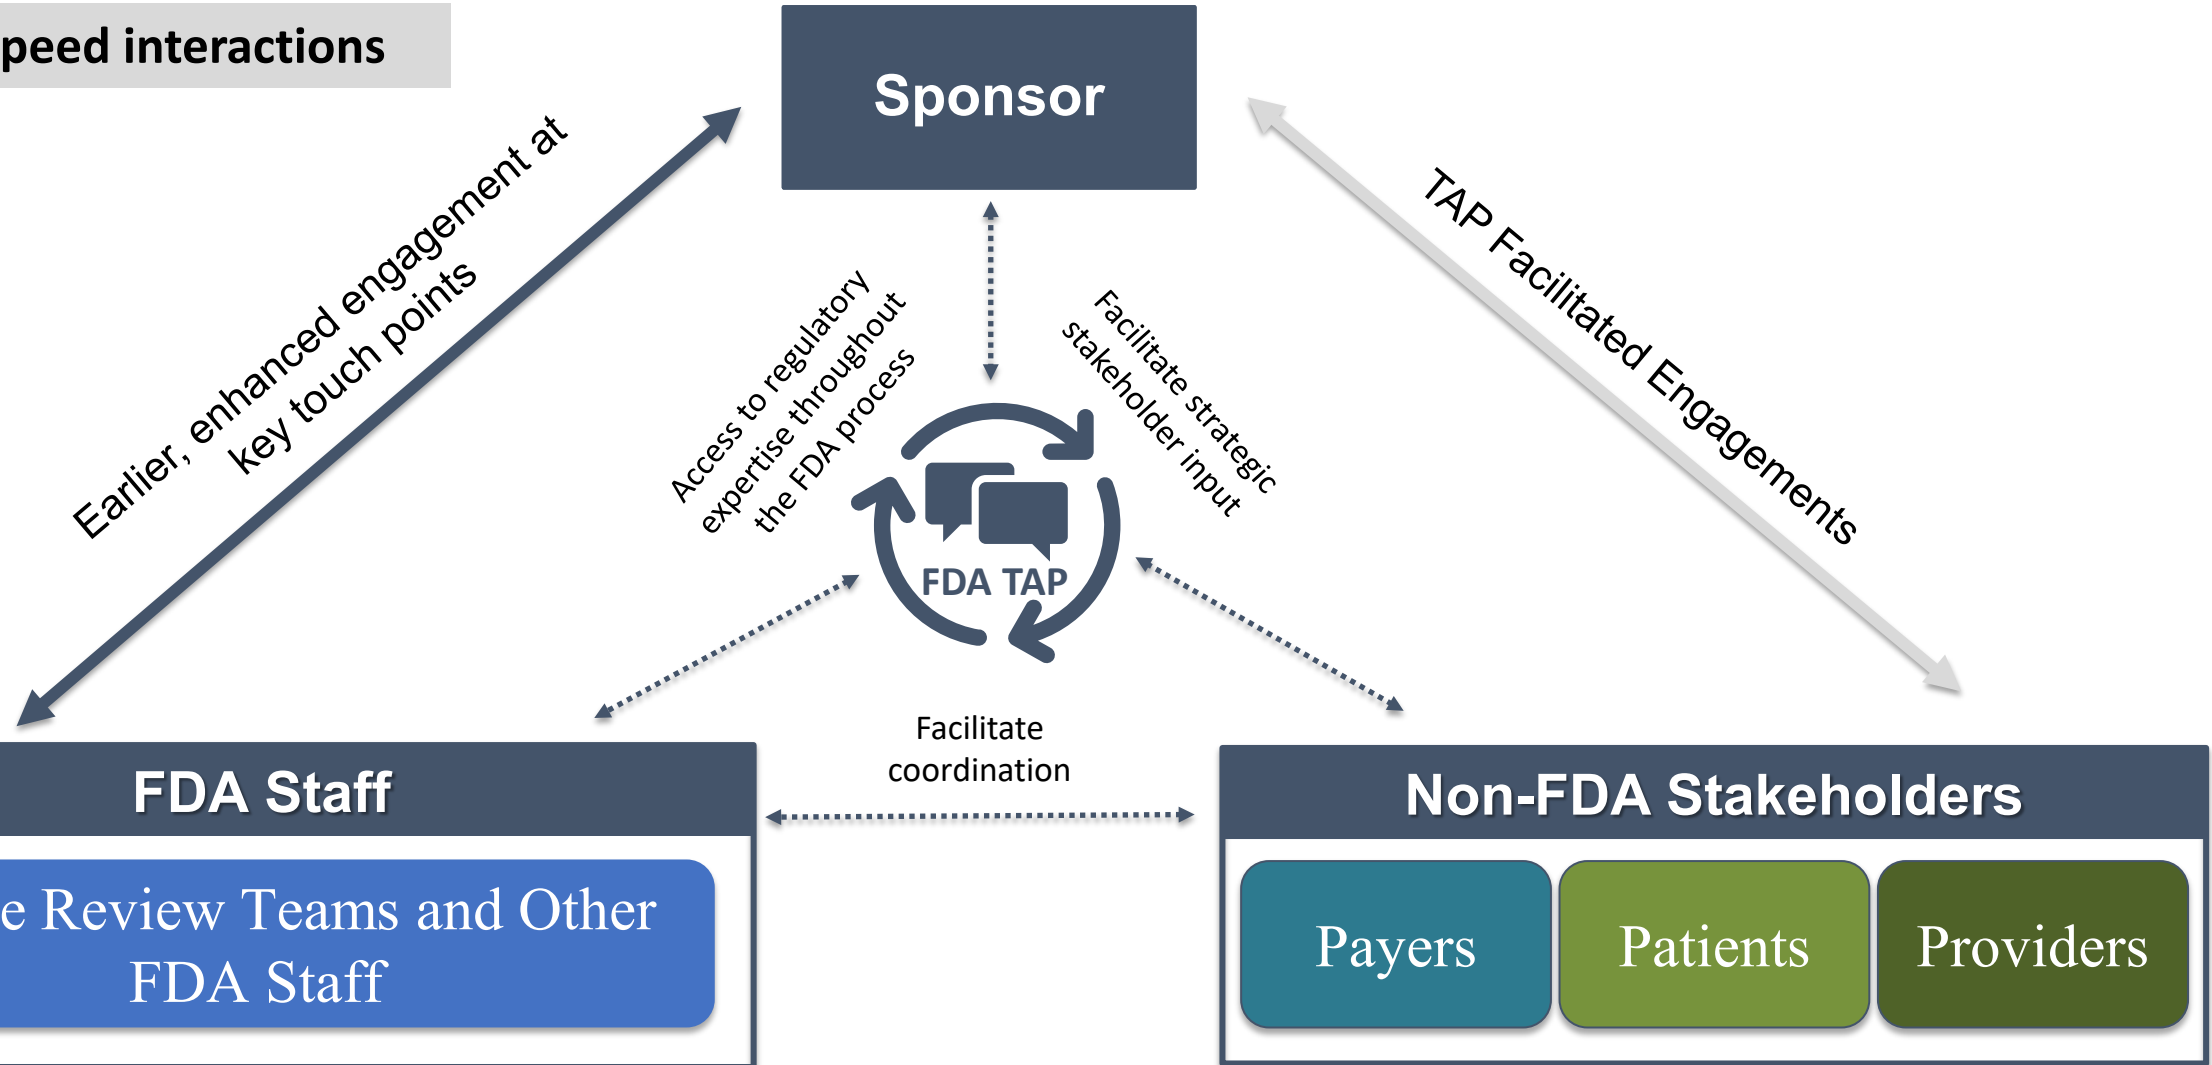 peed interactions
Sponsor
Earlier, enhanced engagement at
key touch points
TAP Facilitated Engagements
Access to regulatory
expertise throughout
the FDA process
Facilitate strategic
stakeholder input
FDA TAP
Facilitate
coordination
FDA Staff
e Review Teams and Other
FDA Staff
Non-FDA Stakeholders
Payers
Patients
Providers